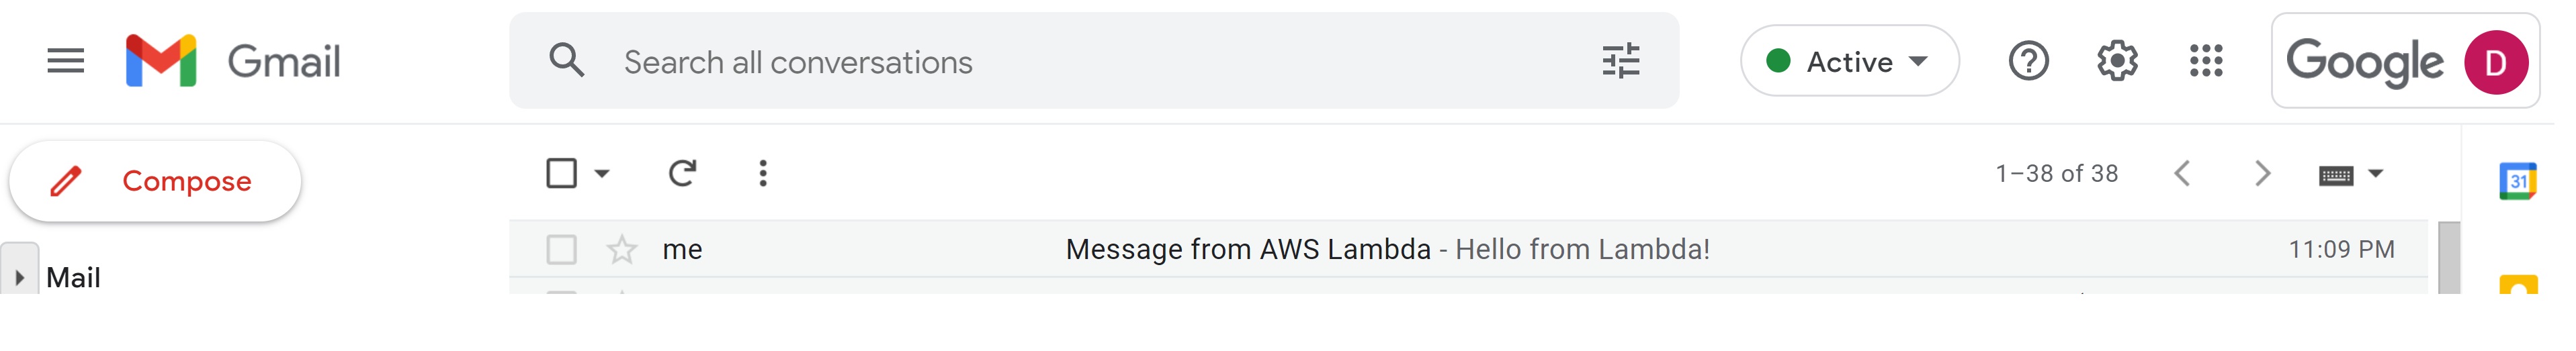 Gmail
Search all conversations
Active
Google
D
Compose
1–38 of 38
31
me Message from AWS Lambda - Hello from Lambda! 11:09 PM
Mail